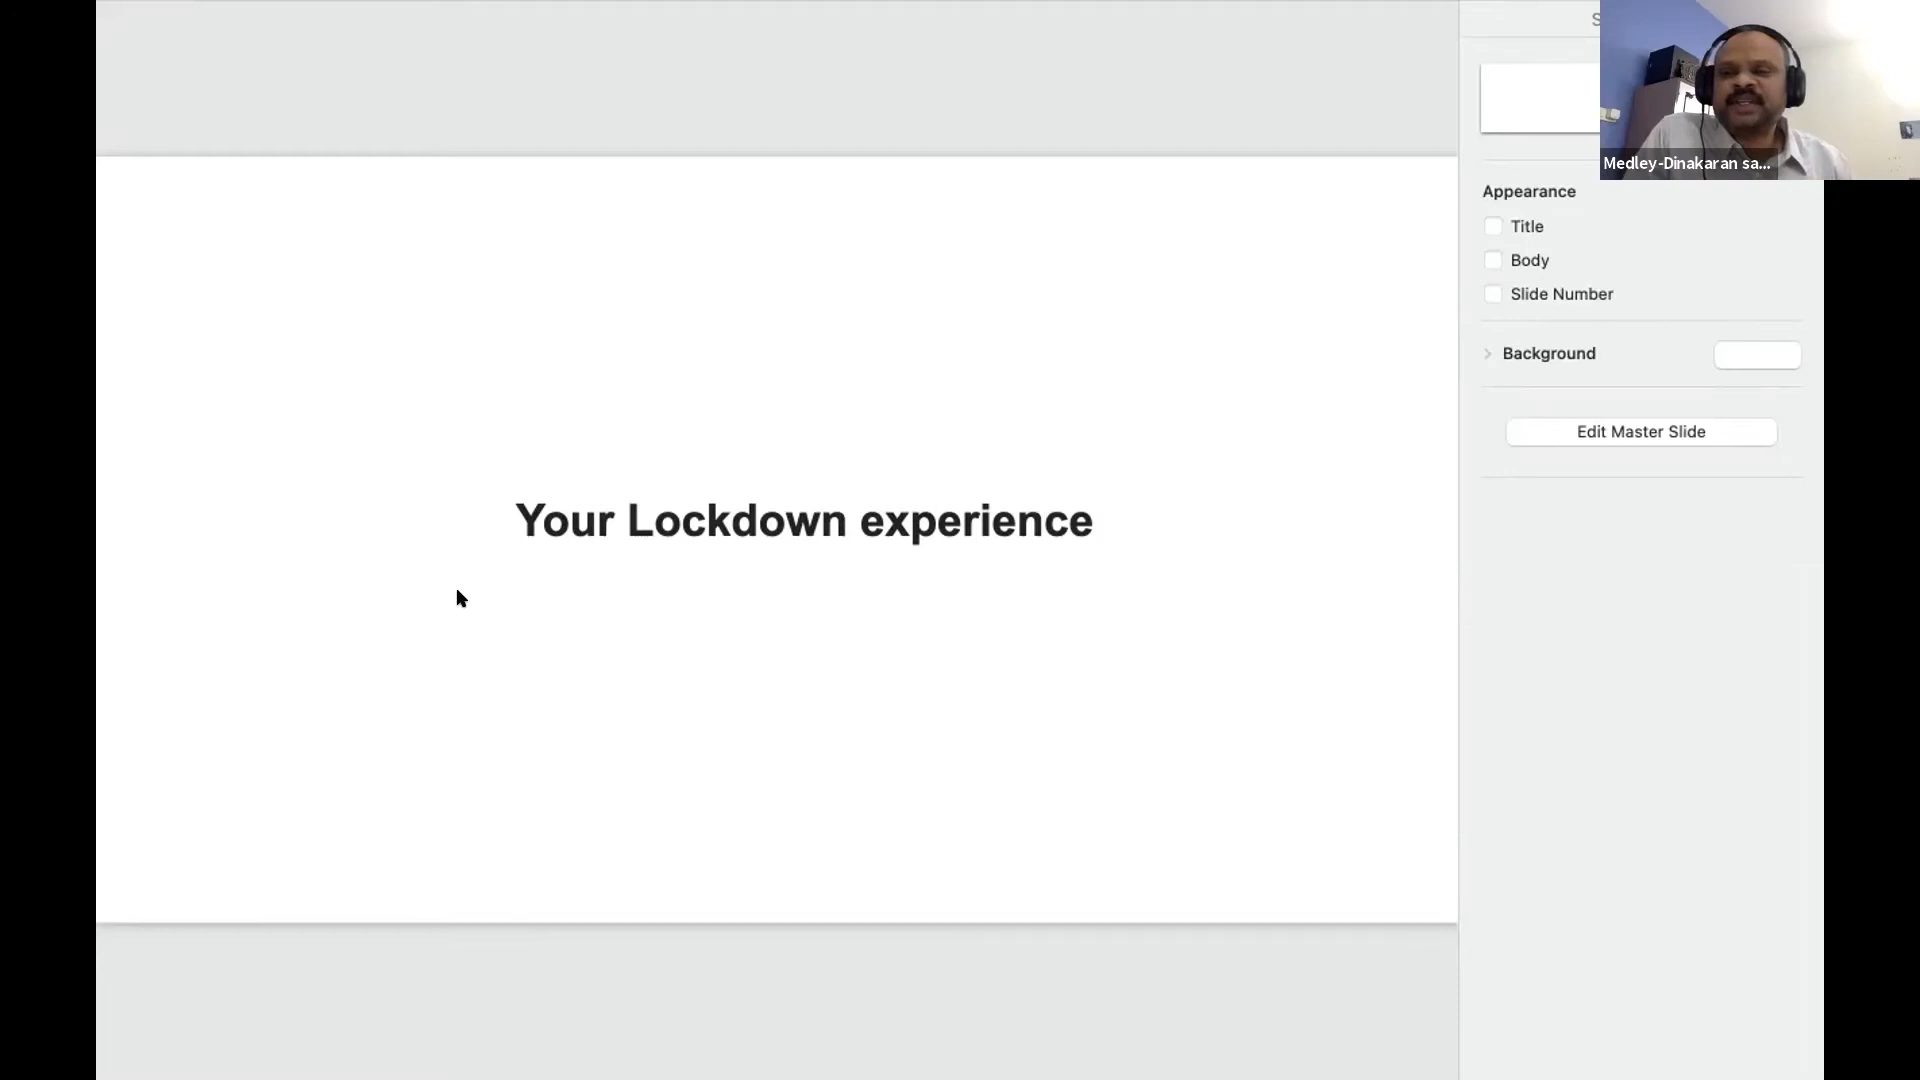 Medley-Dinakaran sa...
Appearance
Title
Body
Slide Number
Background
Edit Master Slide
Your Lockdown experience